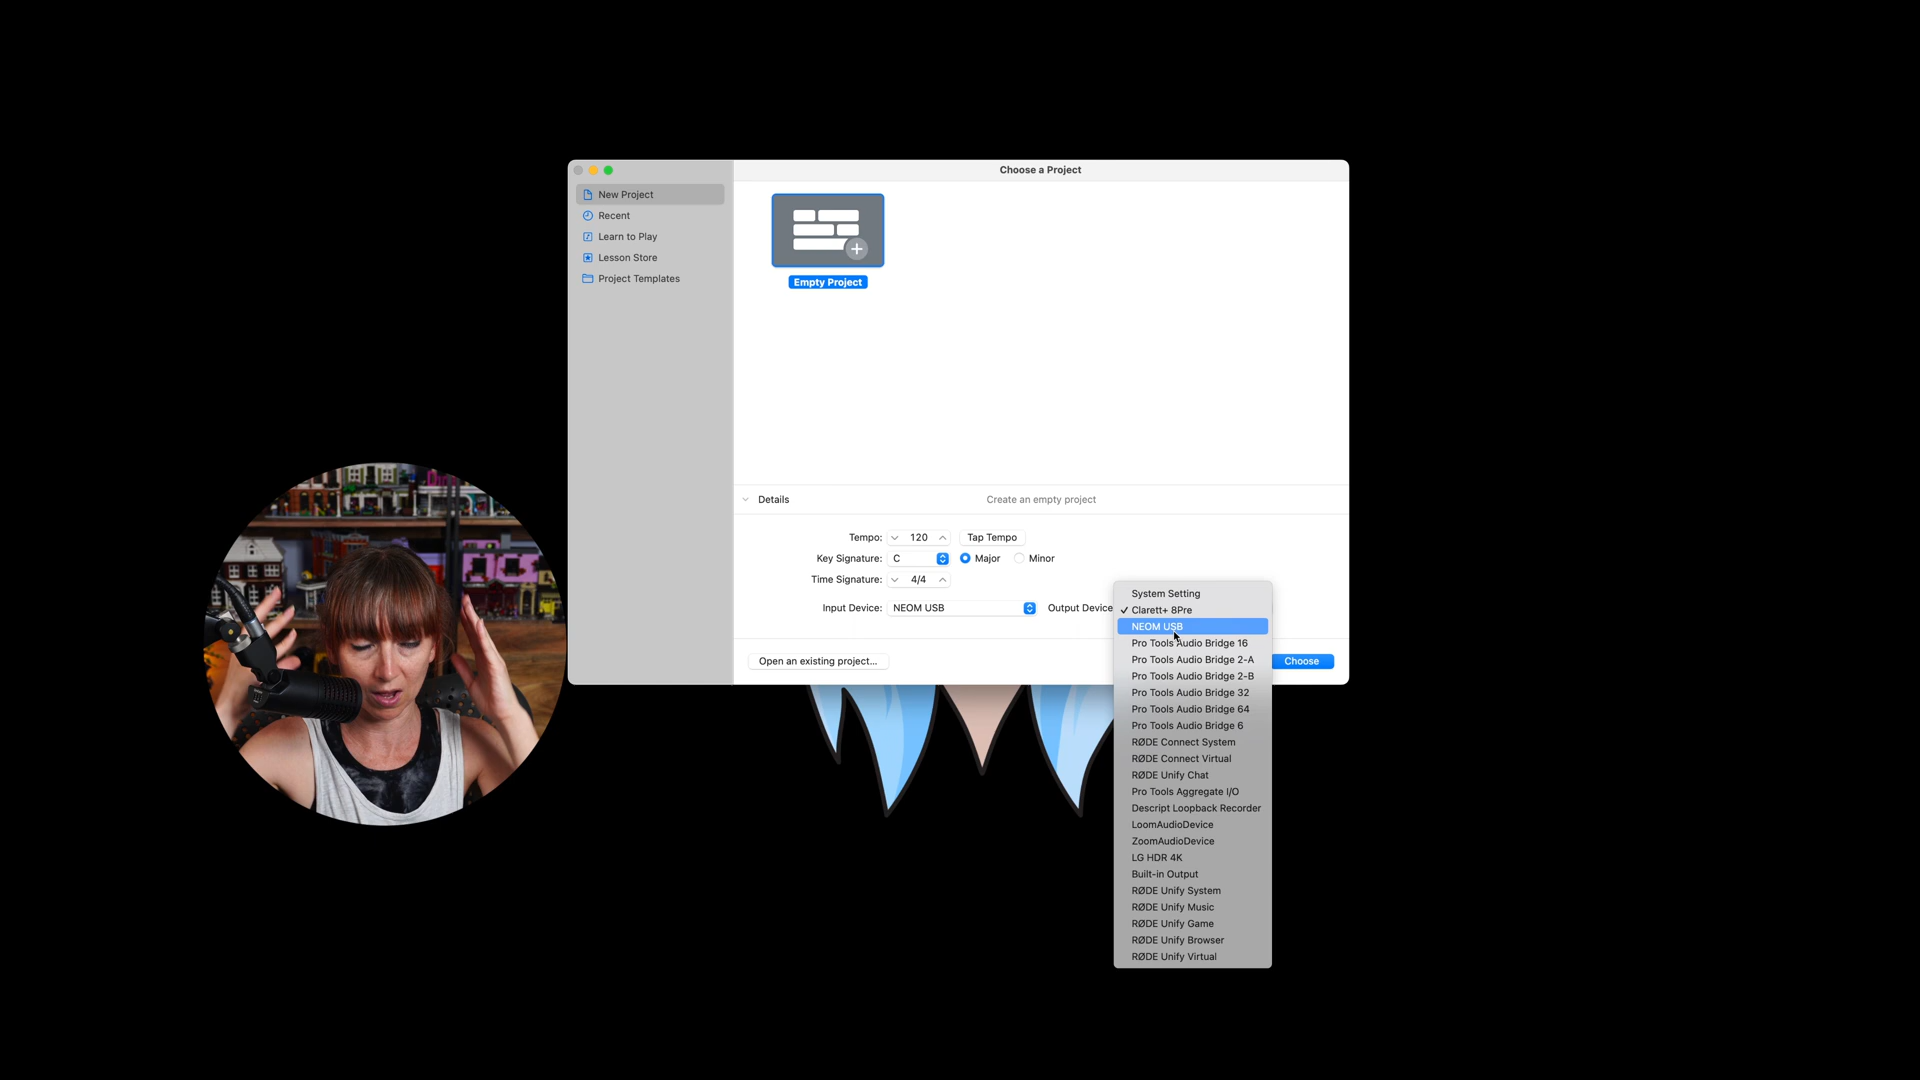 Choose a Project
New Project
Recent
Learn to Play
Lesson Store
Project Templates
Empty Project
Details
Create an empty project
Tempo: 120 Tap Tempo
Key Signature: C Major Minor
Time Signature: 4/4
Input Device: NEOM USB Output Device
System Setting
✓ Clarett+ 8Pre
NEOM USB
Pro Tools Audio Bridge 16
Pro Tools Audio Bridge 2-A
Pro Tools Audio Bridge 2-B
Pro Tools Audio Bridge 32
Pro Tools Audio Bridge 64
Pro Tools Audio Bridge 6
RØDE Connect System
RØDE Connect Virtual
RØDE Unify Chat
Pro Tools Aggregate I/O
Descript Loopback Recorder
LoomAudioDevice
ZoomAudioDevice
LG HDR 4K
Built-in Output
RØDE Unify System
RØDE Unify Music
RØDE Unify Game
RØDE Unify Browser
RØDE Unify Virtual
Open an existing project...
Choose